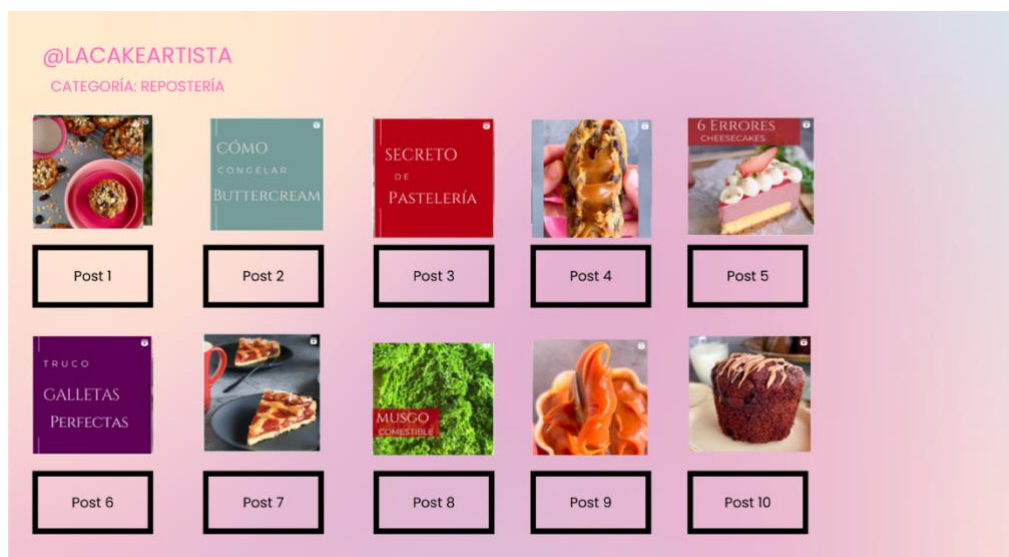 @LACAKEARTISTA
CATEGORÍA: REPOSTERÍA
CÓMO
CONGELAR
BUTTERCREAM
SECRETO
DE
PASTELERÍA
6 ERRORES
CHEESECAKES
Post 1
Post 2
Post 3
Post 4
Post 5
TRUCO
GALLETAS
PERFECTAS
MUSGO
COMESTIBLE
Post 6
Post 7
Post 8
Post 9
Post 10